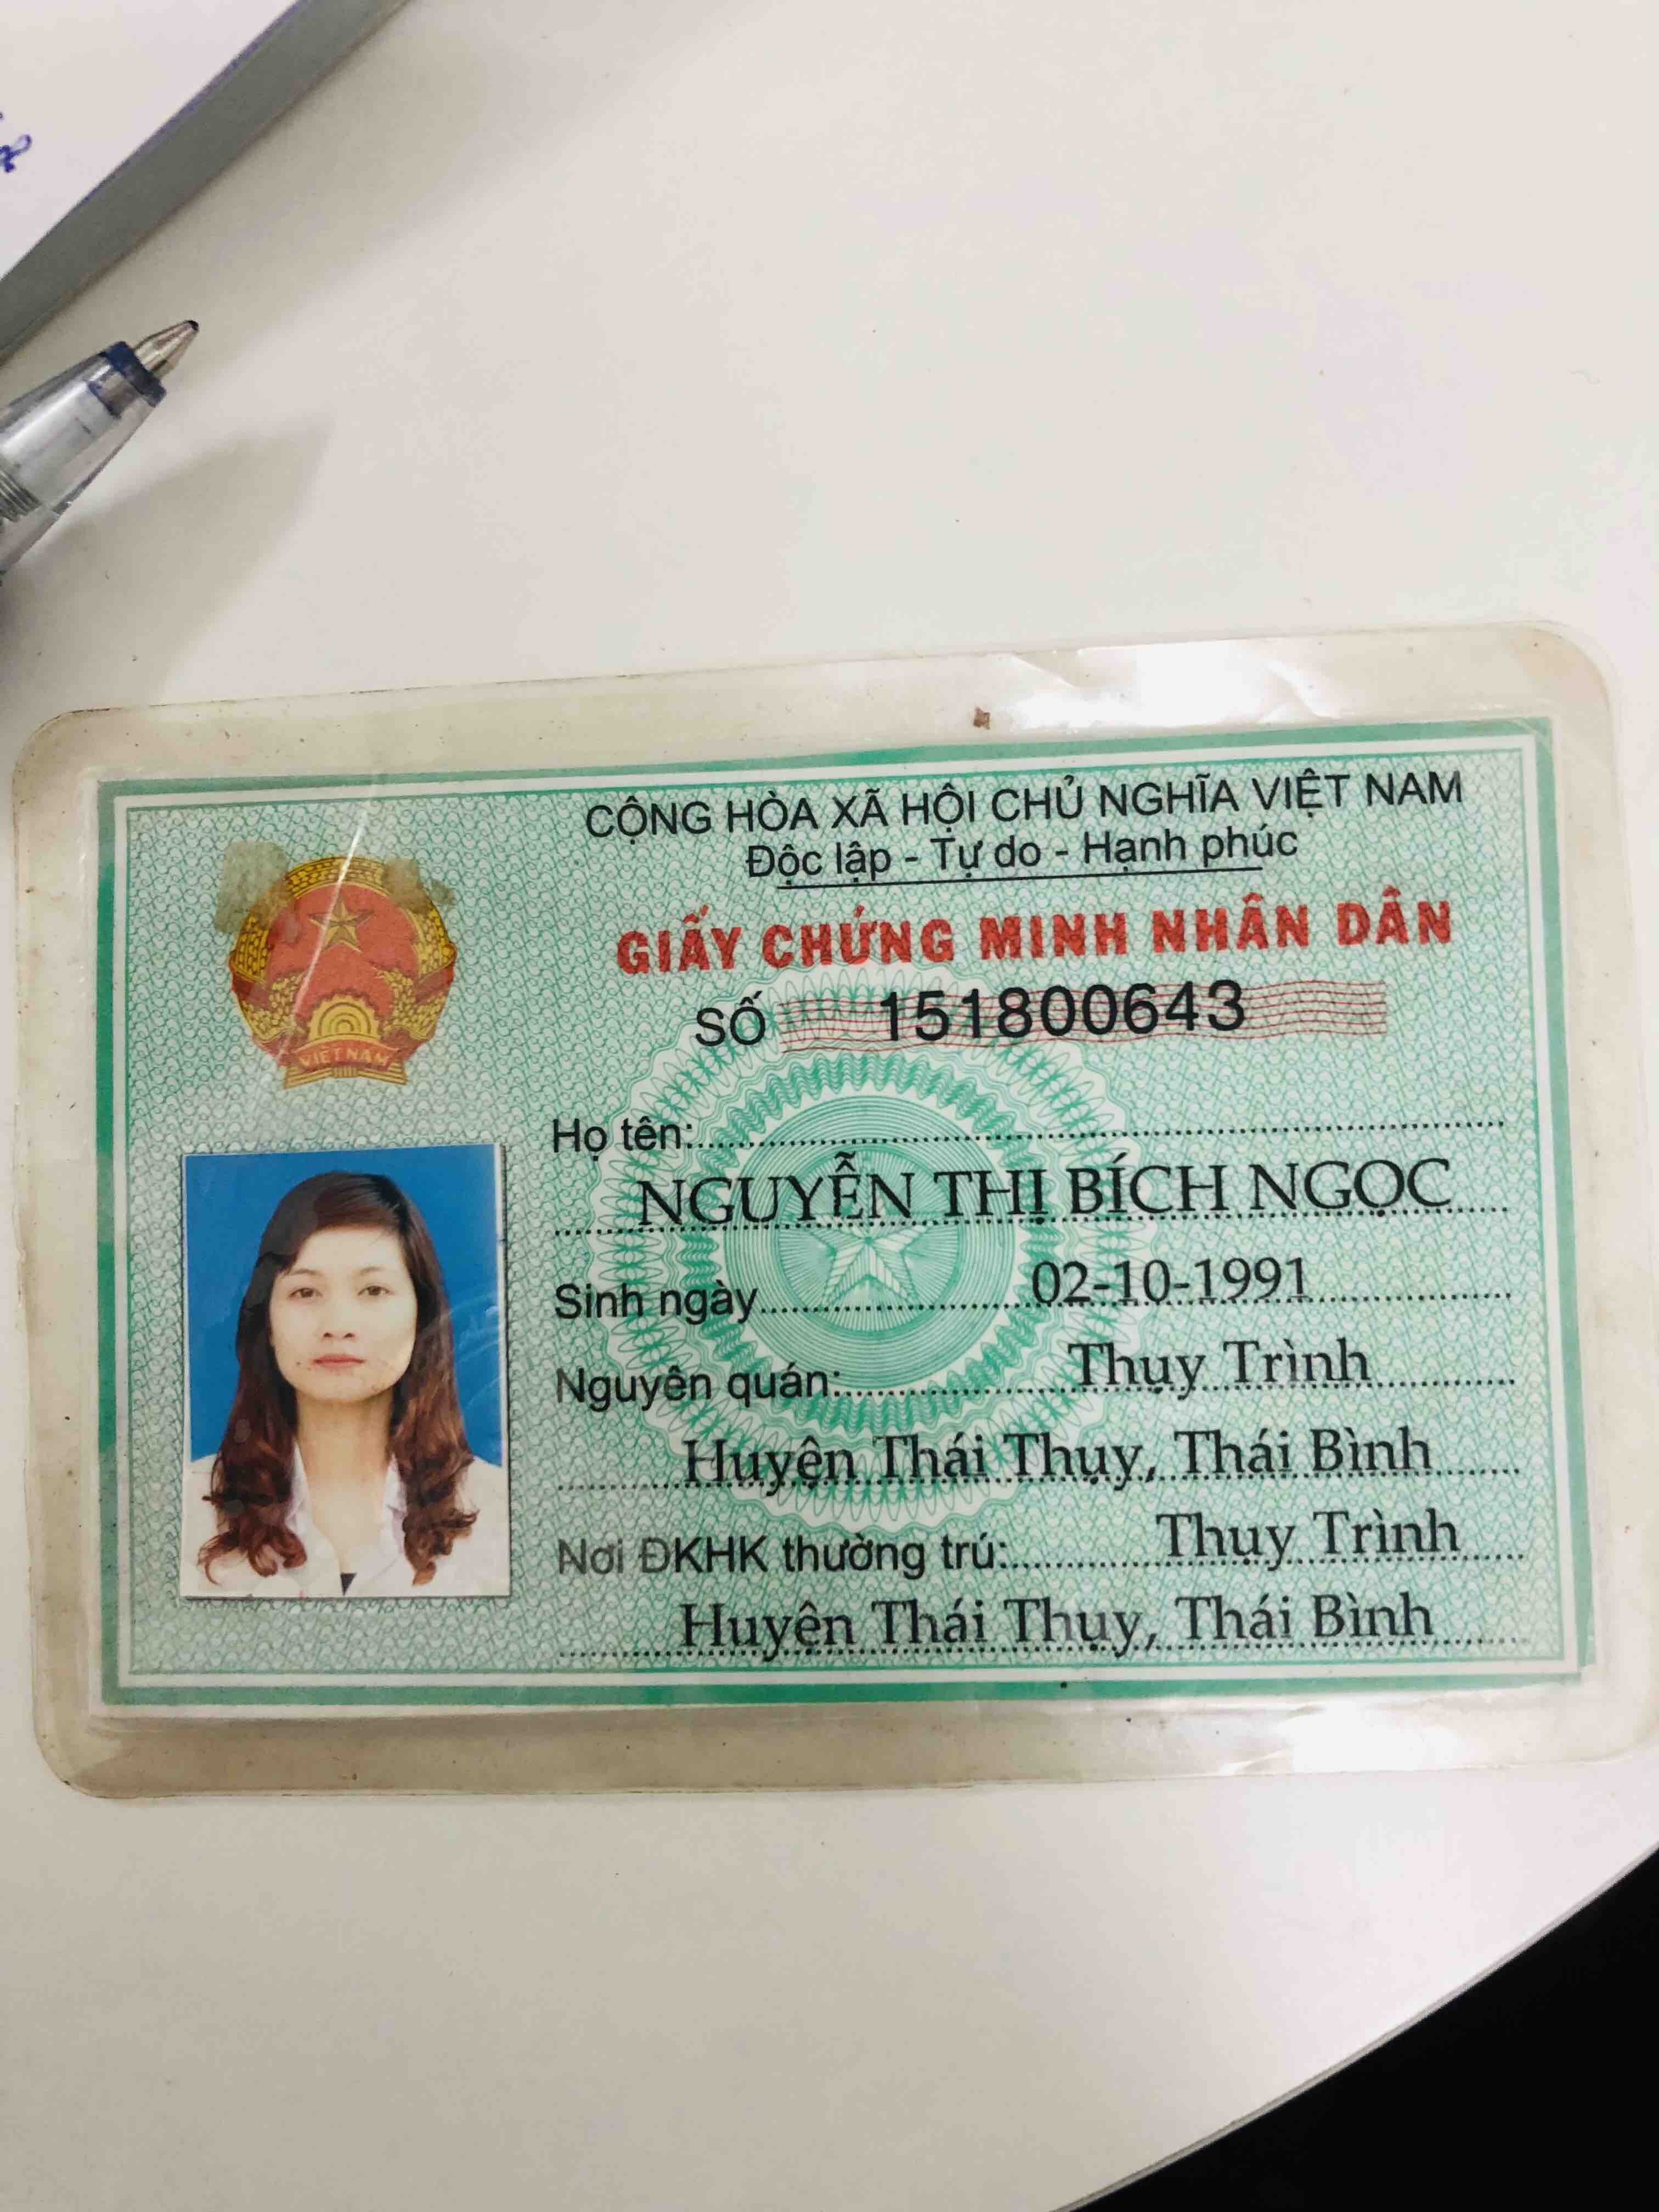 CỘNG HÒA XÃ HỘI CHỦ NGHĨA VIỆT NAM
Độc lập - Tự do - Hạnh phúc
GIẤY CHỨNG MINH NHÂN DÂN
SỐ 151800643
VIETNAM
Họ tên:
NGUYỄN THỊ BÍCH NGỌC
Sinh ngày 02-10-1991
Nguyên quán: Thụy Trình
Huyện Thái Thụy, Thái Bình
Nơi ĐKHK thường trú: Thụy Trình
Huyện Thái Thụy, Thái Bình